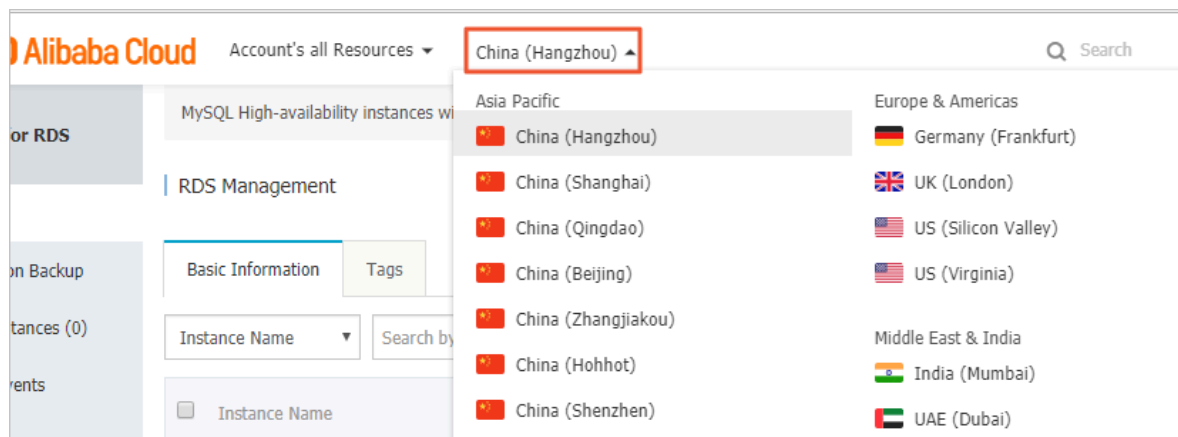 Alibaba Cloud
Account's all Resources
China (Hangzhou)
Search
or RDS
on Backup
tances (0)
vents
MySQL High-availability instances wi
RDS Management
Basic Information
Tags
Instance Name
Search by
Instance Name
Asia Pacific
China (Hangzhou)
China (Shanghai)
China (Qingdao)
China (Beijing)
China (Zhangjiakou)
China (Hohhot)
China (Shenzhen)
Europe & Americas
Germany (Frankfurt)
UK (London)
US (Silicon Valley)
US (Virginia)
Middle East & India
India (Mumbai)
UAE (Dubai)